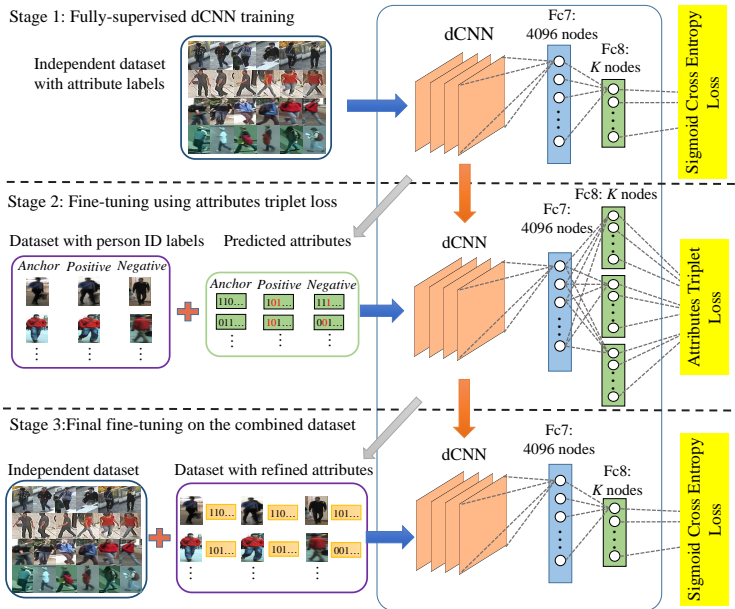 Stage 1: Fully-supervised dCNN training
Independent dataset
with attribute labels
dCNN
Fc7:
4096 nodes
Fc8:
K nodes
Sigmoid Cross Entropy
Loss
Stage 2: Fine-tuning using attributes triplet loss
Dataset with person ID labels
Anchor Positive Negative
Predicted attributes
Anchor Positive Negative
110... 101... 111...
011... 101... 001...
dCNN
Fc7:
4096 nodes
Fc8: K nodes
Attributes Triplet
Loss
Stage 3:Final fine-tuning on the combined dataset
Independent dataset
Dataset with refined attributes
110... 110... 101...
101... 101... 001...
dCNN
Fc7:
4096 nodes
Fc8:
K nodes
Sigmoid Cross Entropy
Loss